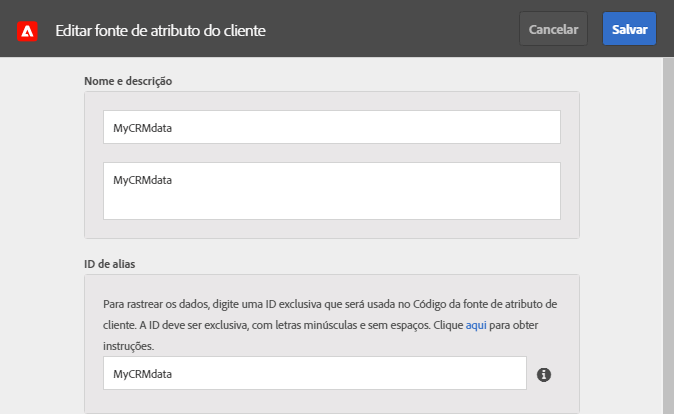 Editar fonte de atributo do cliente
Cancelar
Salvar
Nome e descrição
MyCRMdata
MyCRMdata
ID de alias
Para rastrear os dados, digite uma ID exclusiva que será usada no Código da fonte de atributo de
cliente. A ID deve ser exclusiva, com letras minúsculas e sem espaços. Clique aqui para obter
instruções.
MyCRMdata